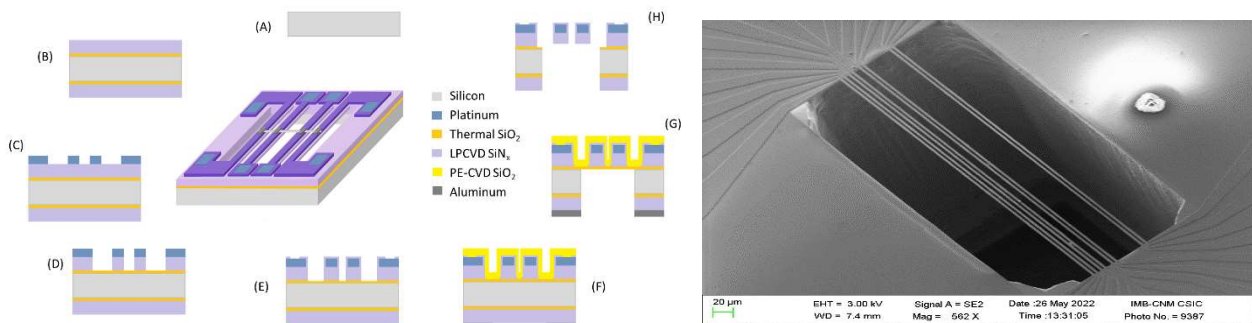 (A)
(B)
(C)
(D)
(E)
(F)
(G)
(H)
Silicon
Platinum
Thermal SiO₂
LPCVD SiNₓ
PE-CVD SiO₂
Aluminum
20 µm
EHT = 3.00 kV
WD = 7.4 mm
Signal A = SE2
Mag = 562 X
Date :26 May 2022
Time :13:31:05
IMB-CNM CSIC
Photo No. = 9387